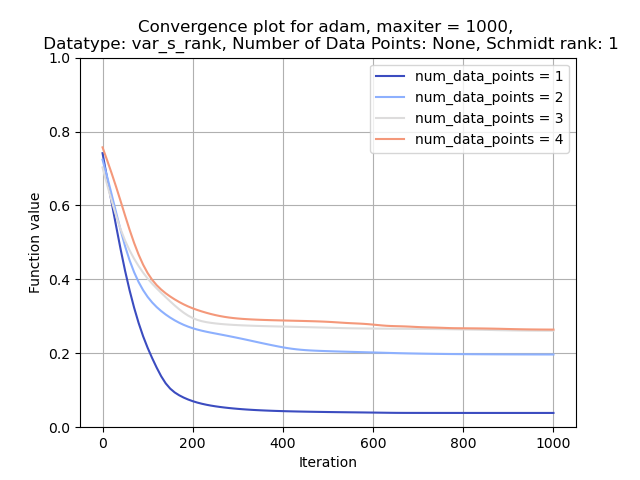 Convergence plot for adam, maxiter = 1000,
Datatype: var_s_rank, Number of Data Points: None, Schmidt rank: 1
1.0
0.8
0.6
0.4
0.2
0.0
Function value
num_data_points = 1
num_data_points = 2
num_data_points = 3
num_data_points = 4
0 200 400 600 800 1000
Iteration